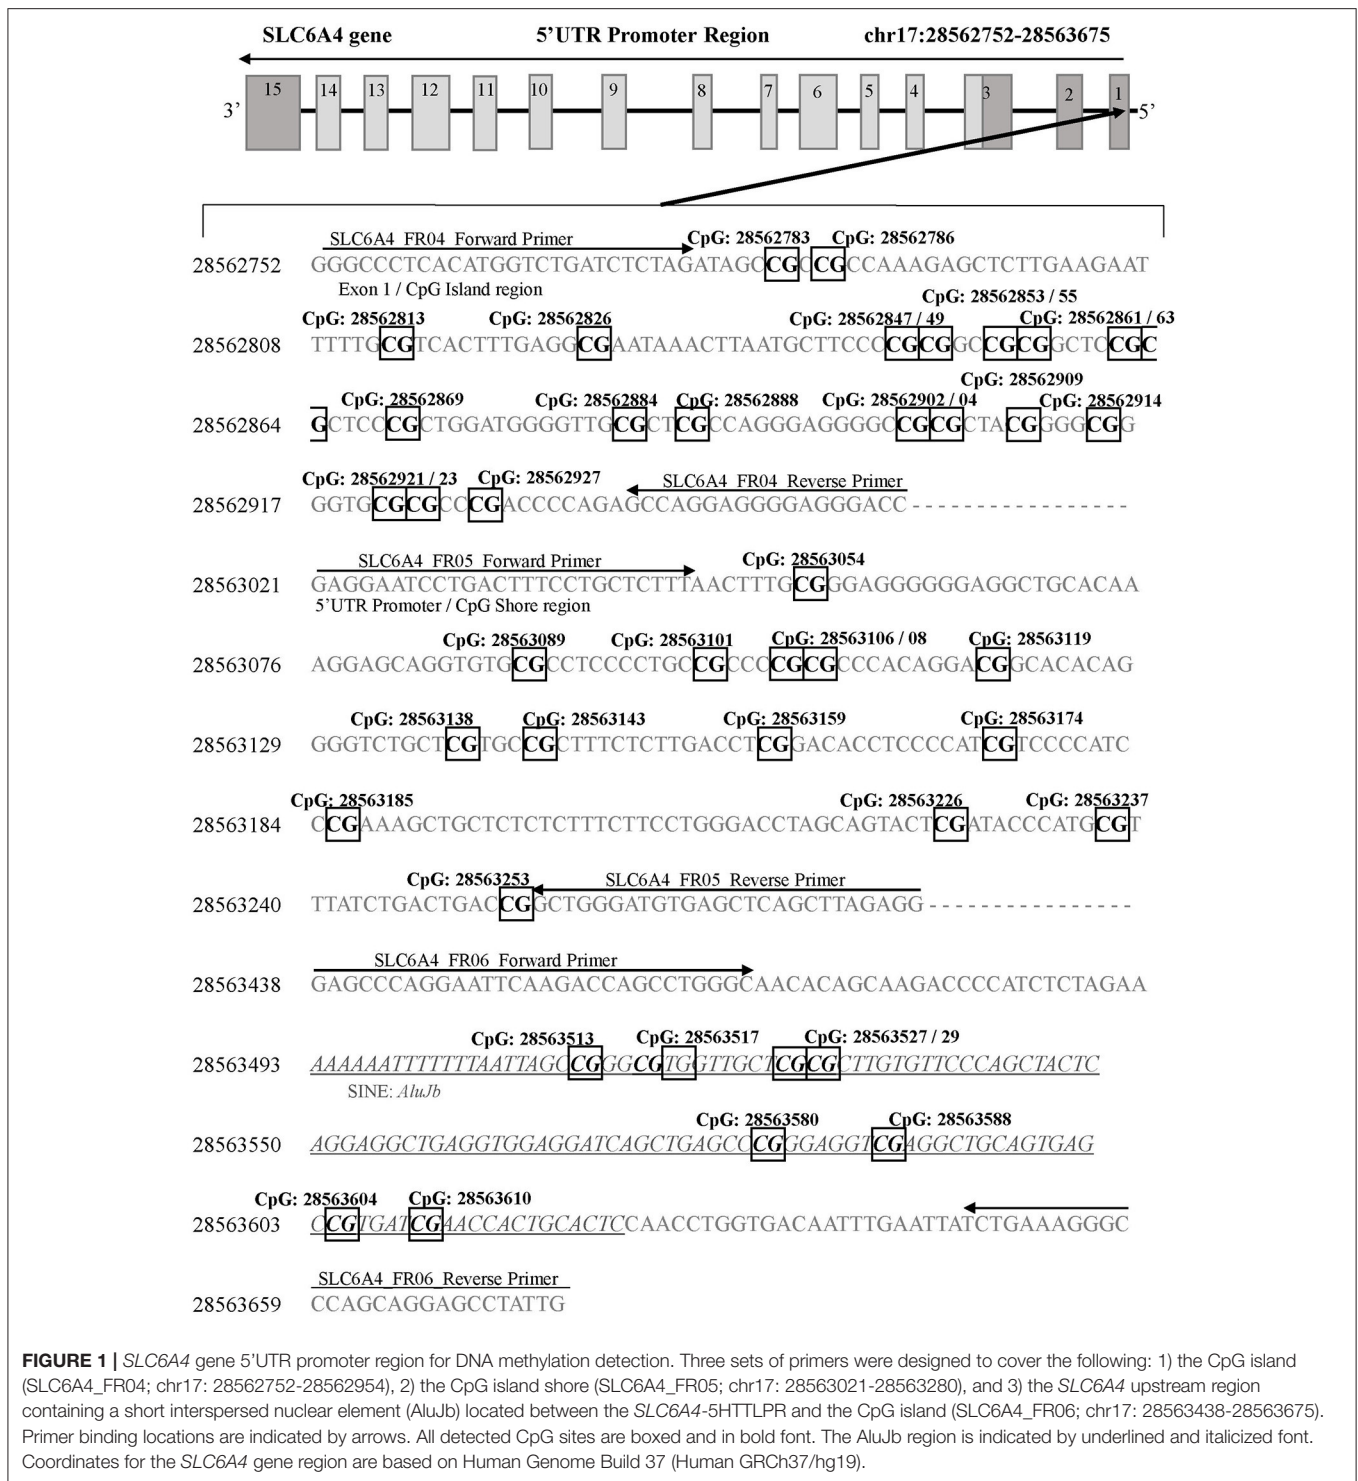 SLC6A4 gene 5'UTR Promoter Region chr17:28562752-28563675
3' 15 14 13 12 11 10 9 8 7 6 5 4 3 2 1 5'
SLC6A4_FR04_Forward Primer CpG: 28562783 CpG: 28562786
28562752 GGGCCCTCACATGGTCTGATCTCTAGATAGCCGCCGCCAAAGAGCTCTTGAAGAAT
Exon 1 / CpG Island region
CpG: 28562853 / 55
CpG: 28562813 CpG: 28562826 CpG: 28562847 / 49 CpG: 28562861 / 63
28562808 TTTTGCGTCACTTTGAGGCGAATAAACTTAATGCTTCCCCGCGGCCGCGGCTCCGC
CpG: 28562909
CpG: 28562869 CpG: 28562884 CpG: 28562888 CpG: 28562902 / 04 CpG: 28562914
28562864 GCTCCCGCTGGATGGGGTTGCGCTCGCCAGGGAGGGGCCGCGCTACGGGGCGG
CpG: 28562921 / 23 CpG: 28562927 SLC6A4_FR04_Reverse Primer
28562917 GGTGCGCGCCCGACCCCAGAGCCAGGAGGGGAGGGACC - - - - - - - - - - - - - - - - -
SLC6A4_FR05_Forward Primer CpG: 28563054
28563021 GAGGAATCCTGACTTTCCTGCTCTTTAACTTTGCGGGAGGGGGGAGGCTGCACAA
5'UTR Promoter / CpG Shore region
CpG: 28563089 CpG: 28563101 CpG: 28563106 / 08 CpG: 28563119
28563076 AGGAGCAGGTGTGCGCCTCCCCTGCCGCCCCGCGCCCACAGGACGGCACACAG
CpG: 28563138 CpG: 28563143 CpG: 28563159 CpG: 28563174
28563129 GGGTCTGCTCGTGCCGCTTTCTCTTGACCTCGGACACCTCCCCATCGTCCCCATC
CpG: 28563185 CpG: 28563226 CpG: 28563237
28563184 CCGAAAGCTGCTCTCTCTTTCTTCCTGGGACCTAGCAGTACTCGATACCCATGCGT
CpG: 28563253 SLC6A4_FR05_Reverse Primer
28563240 TTATCTGACTGACCGGCTGGGATGTGAGCTCAGCTTAGAGG - - - - - - - - - - - - - - - -
SLC6A4_FR06_Forward Primer
28563438 GAGCCCAGGAATTCAAGACCAGCCTGGGCAACACAGCAAGACCCCATCTCTAGAA
CpG: 28563513 CpG: 28563517 CpG: 28563527 / 29
28563493 AAAAAATTTTTTTAATTAGCCGGGCGTGGTTGCTCGCGCTTGTGTTCCCAGCTACTC
SINE: AluJb
CpG: 28563580 CpG: 28563588
28563550 AGGAGGCTGAGGTGGAGGATCAGCTGAGCCCGGGAGGTCGAGGCTGCAGTGAG
CpG: 28563604 CpG: 28563610
28563603 CCGTGATCGAACCACTGCACTCCAACCTGGTGACAATTTGAATTATCTGAAAGGGC
SLC6A4_FR06_Reverse Primer
28563659 CCAGCAGGAGCCTATTG
FIGURE 1 | SLC6A4 gene 5'UTR promoter region for DNA methylation detection. Three sets of primers were designed to cover the following: 1) the CpG island
(SLC6A4_FR04; chr17: 28562752-28562954), 2) the CpG island shore (SLC6A4_FR05; chr17: 28563021-28563280), and 3) the SLC6A4 upstream region
containing a short interspersed nuclear element (AluJb) located between the SLC6A4-5HTTLPR and the CpG island (SLC6A4_FR06; chr17: 28563438-28563675).
Primer binding locations are indicated by arrows. All detected CpG sites are boxed and in bold font. The AluJb region is indicated by underlined and italicized font.
Coordinates for the SLC6A4 gene region are based on Human Genome Build 37 (Human GRCh37/hg19).